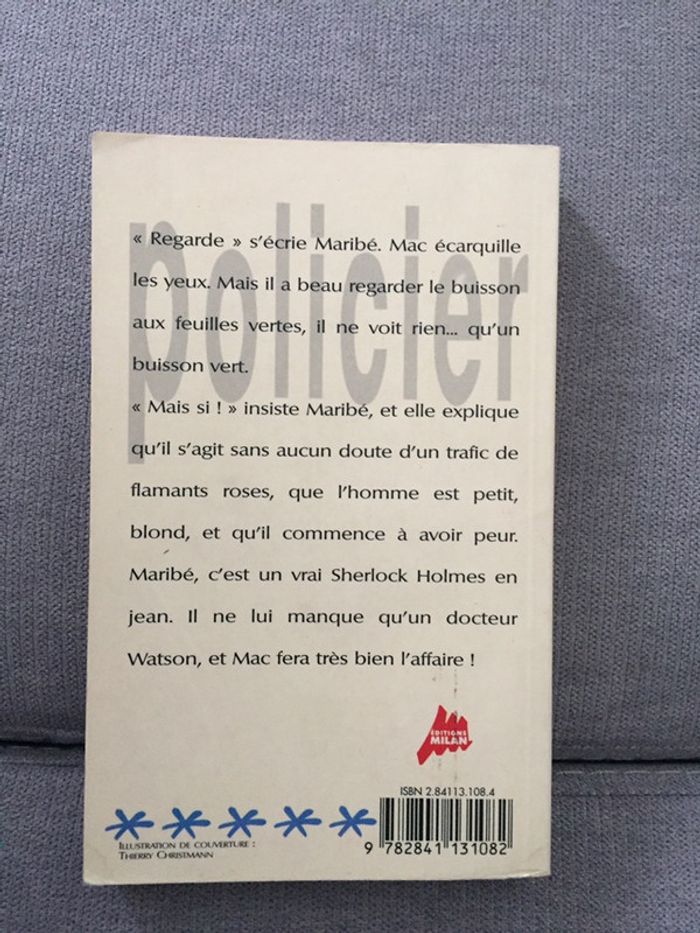 policier
« Regarde » s'écrie Maribé. Mac écarquille
les yeux. Mais il a beau regarder le buisson
aux feuilles vertes, il ne voit rien... qu'un
buisson vert.
« Mais si ! » insiste Maribé, et elle explique
qu'il s'agit sans aucun doute d'un trafic de
flamants roses, que l'homme est petit,
blond, et qu'il commence à avoir peur.
Maribé, c'est un vrai Sherlock Holmes en
jean. Il ne lui manque qu'un docteur
Watson, et Mac fera très bien l'affaire !
ÉDITIONS
MILAN
ISBN 2.84113.108.4
ILLUSTRATION DE COUVERTURE :
THIERRY CHRISTMANN
9 782841 131082